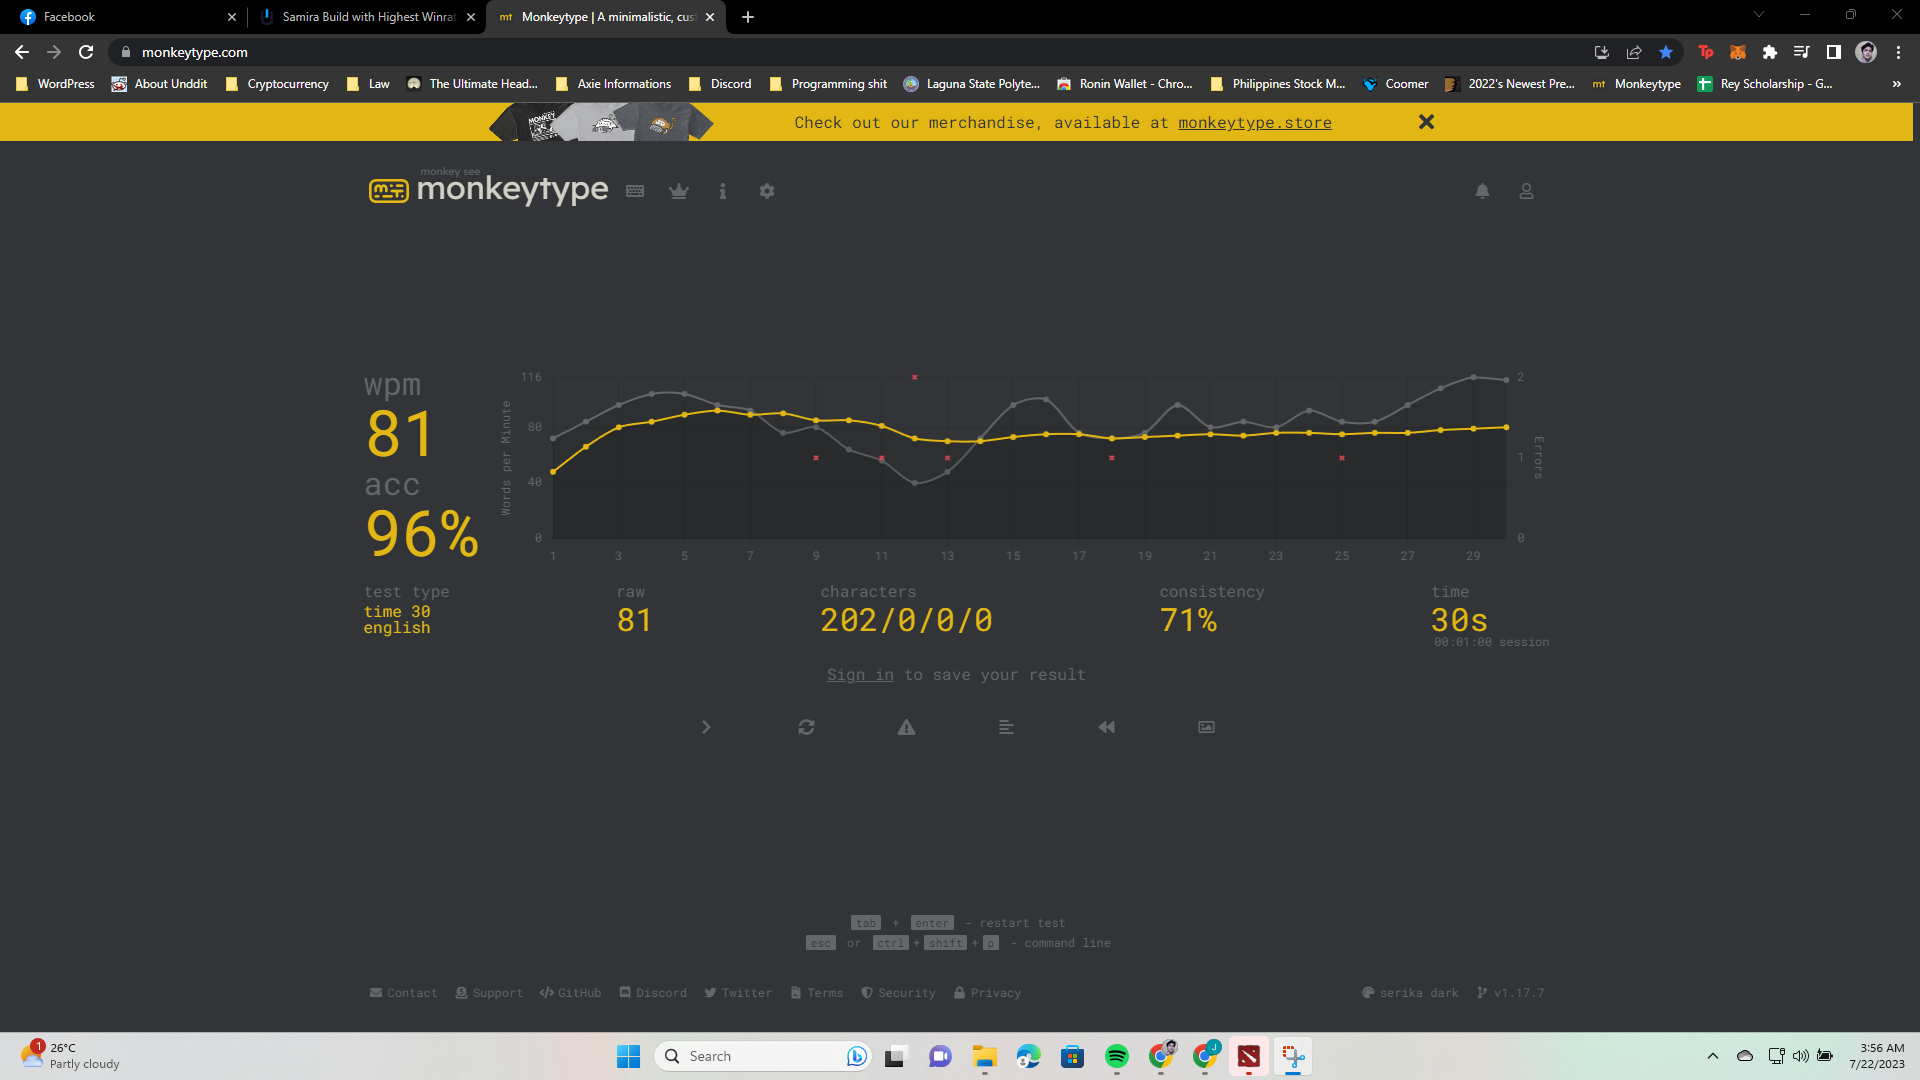 Facebook
Samira Build with Highest Winrat
mt Monkeytype | A minimalistic, cus
monkeytype.com
Tp
WordPress About Unddit Cryptocurrency Law The Ultimate Head... Axie Informations Discord Programming shit Laguna State Polyte... Ronin Wallet - Chro... Philippines Stock M... Coomer 2022's Newest Pre... mt Monkeytype Rey Scholarship - G... »
MONKEY
Check out our merchandise, available at monkeytype.store
monkey see
monkeytype
wpm
81
acc
96%
Words per Minute
116
80
40
0
2
1
0
Errors
1 3 5 7 9 11 13 15 17 19 21 23 25 27 29
test type
time 30
english
raw
81
characters
202/0/0/0
consistency
71%
time
30s
00:01:00 session
Sign in to save your result
tab + enter - restart test
esc or ctrl + shift + p - command line
Contact Support GitHub Discord Twitter Terms Security Privacy serika dark v1.17.7
1
26°C
Partly cloudy
Search
J
3:56 AM
7/22/2023